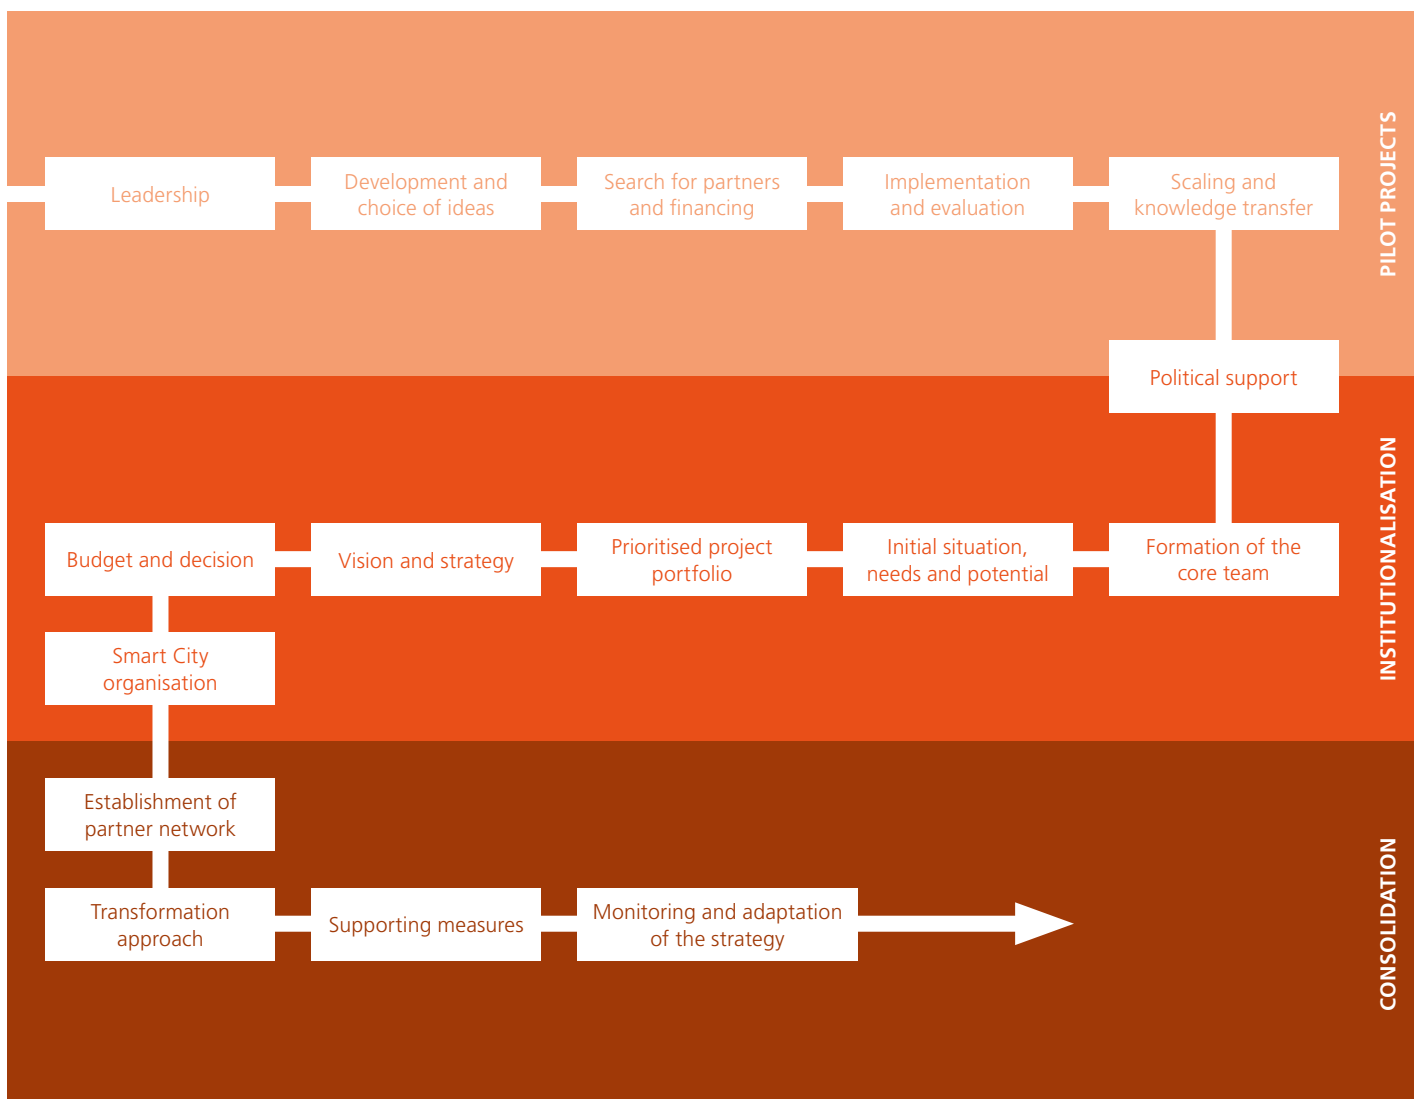 PILOT PROJECTS
Leadership
Development and
choice of ideas
Search for partners
and financing
Implementation
and evaluation
Scaling and
knowledge transfer
Political support
INSTITUTIONALISATION
Formation of the
core team
Initial situation,
needs and potential
Prioritised project
portfolio
Vision and strategy
Budget and decision
Smart City
organisation
CONSOLIDATION
Establishment of
partner network
Transformation
approach
Supporting measures
Monitoring and adaptation
of the strategy